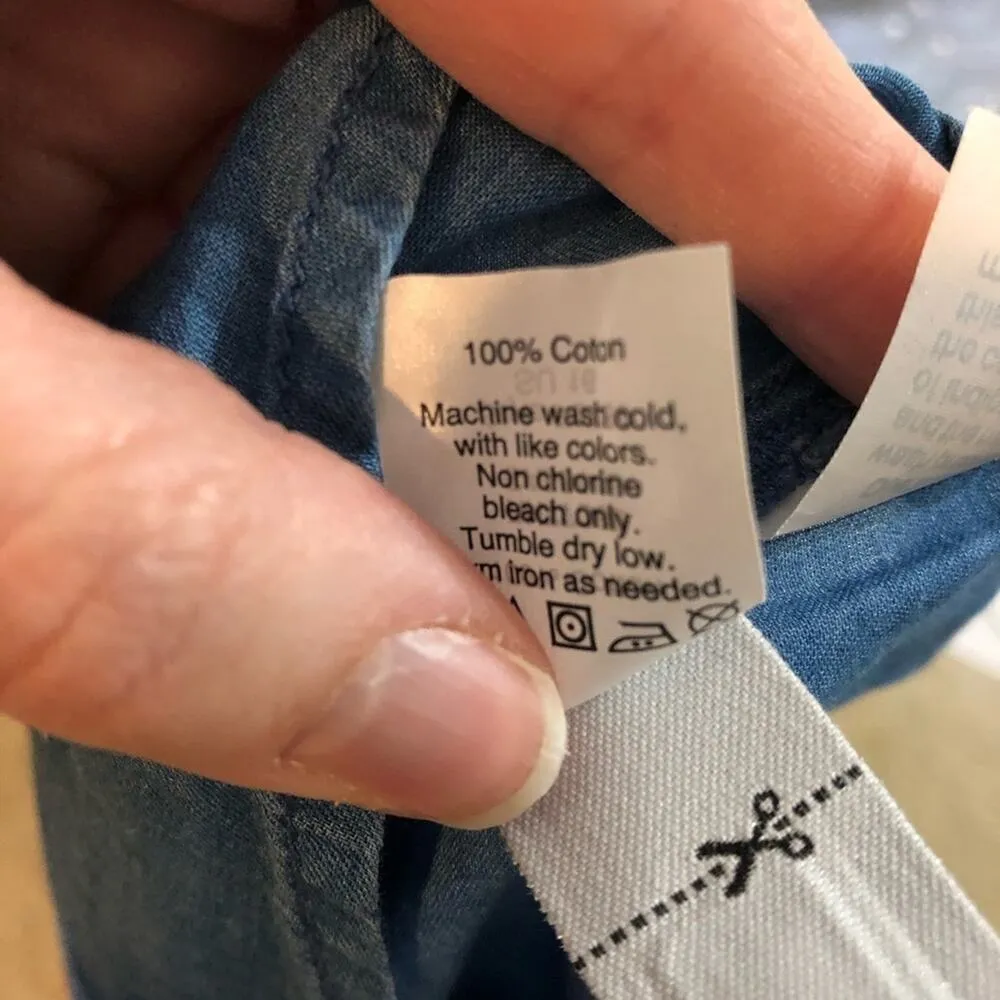 100% Coton
Machine wash cold,
with like colors.
Non chlorine
bleach only.
Tumble dry low.
m iron as needed.